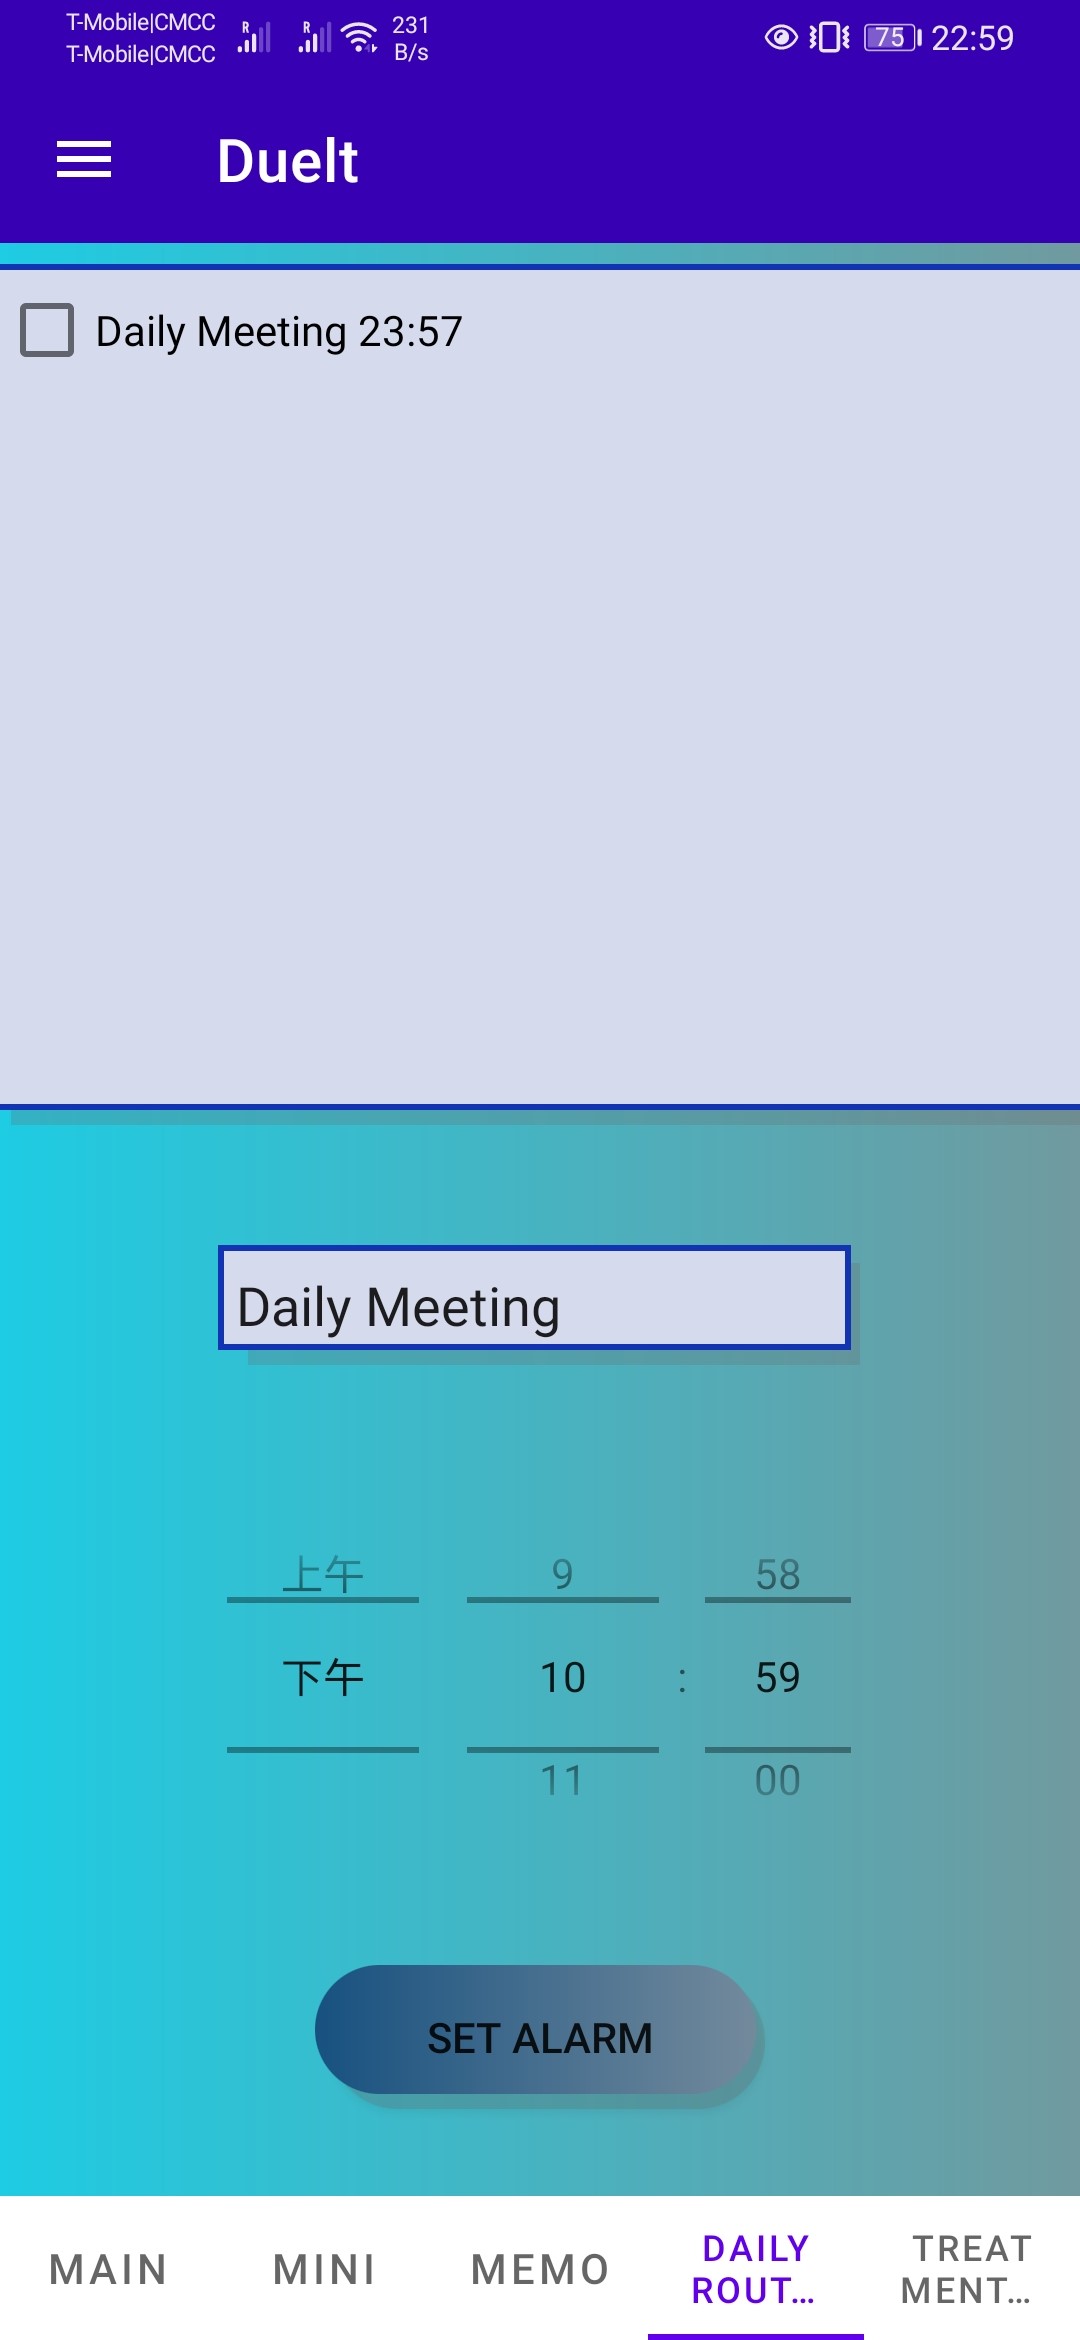 T-Mobile|CMCC
T-Mobile|CMCC
R
R
231
B/s
75
22:59
Duelt
Daily Meeting 23:57
Daily Meeting
上午 9 58
下午 10 : 59
11 00
SET ALARM
MAIN
MINI
MEMO
DAILY
ROUT...
TREAT
MENT...